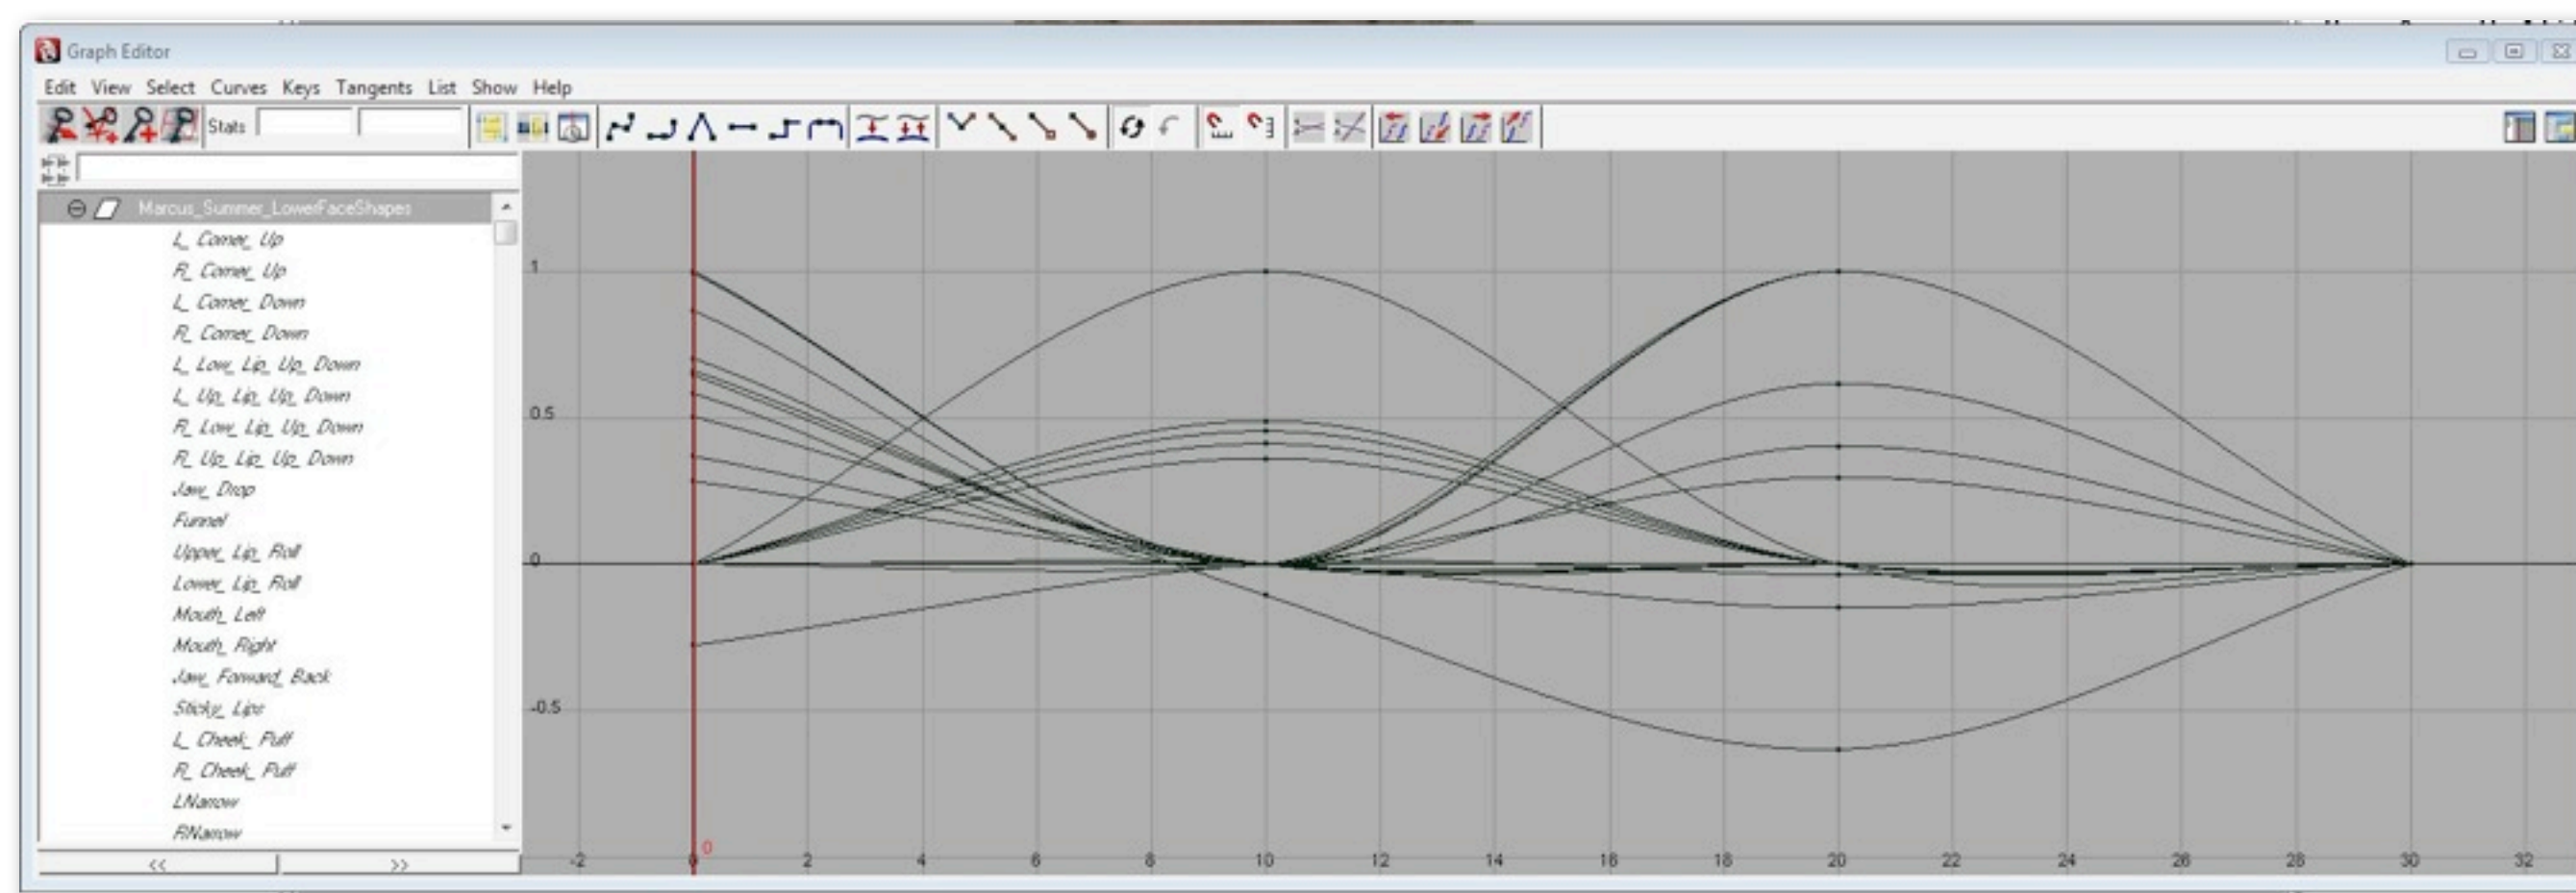 Graph Editor
Edit View Select Curves Keys Tangents List Show Help
Stats
Marcus_Summer_LowerFaceShapes
L_Corner_Up
R_Corner_Up
L_Corner_Down
R_Corner_Down
L_Low_Lip_Up_Down
L_Up_Lip_Up_Down
R_Low_Lip_Up_Down
R_Up_Lip_Up_Down
Jaw_Drop
Funnel
Upper_Lip_Roll
Lower_Lip_Roll
Mouth_Left
Mouth_Right
Jaw_Forward_Back
Sticky_Lips
L_Cheek_Puff
R_Cheek_Puff
LNarrow
RNarrow
<< >>
1
0.5
0
-0.5
0
-2 0 2 4 6 8 10 12 14 16 18 20 22 24 26 28 30 32